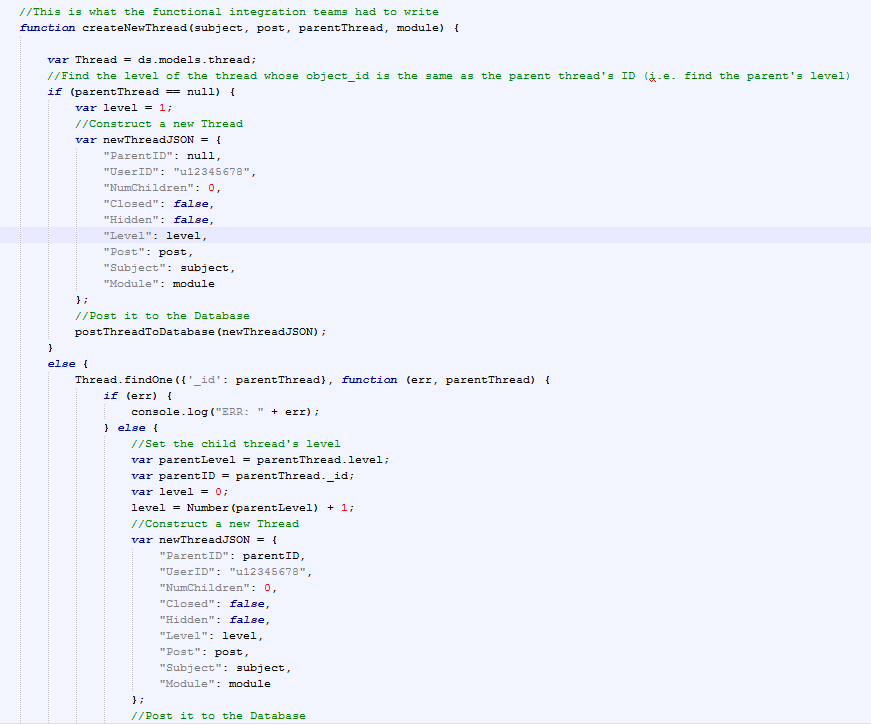 //This is what the functional integration teams had to write
function createNewThread(subject, post, parentThread, module) {
var Thread = ds.models.thread;
//Find the level of the thread whose object_id is the same as the parent thread's ID (i.e. find the parent's level)
if (parentThread == null) {
var level = 1;
//Construct a new Thread
var newThreadJSON = {
"ParentID": null,
"UserID": "u12345678",
"NumChildren": 0,
"Closed": false,
"Hidden": false,
"Level": level,
"Post": post,
"Subject": subject,
"Module": module
};
//Post it to the Database
postThreadToDatabase(newThreadJSON);
}
else {
Thread.findOne({'_id': parentThread}, function (err, parentThread) {
if (err) {
console.log("ERR: " + err);
} else {
//Set the child thread's level
var parentLevel = parentThread.level;
var parentID = parentThread._id;
var level = 0;
level = Number(parentLevel) + 1;
//Construct a new Thread
var newThreadJSON = {
"ParentID": parentID,
"UserID": "u12345678",
"NumChildren": 0,
"Closed": false,
"Hidden": false,
"Level": level,
"Post": post,
"Subject": subject,
"Module": module
};
//Post it to the Database